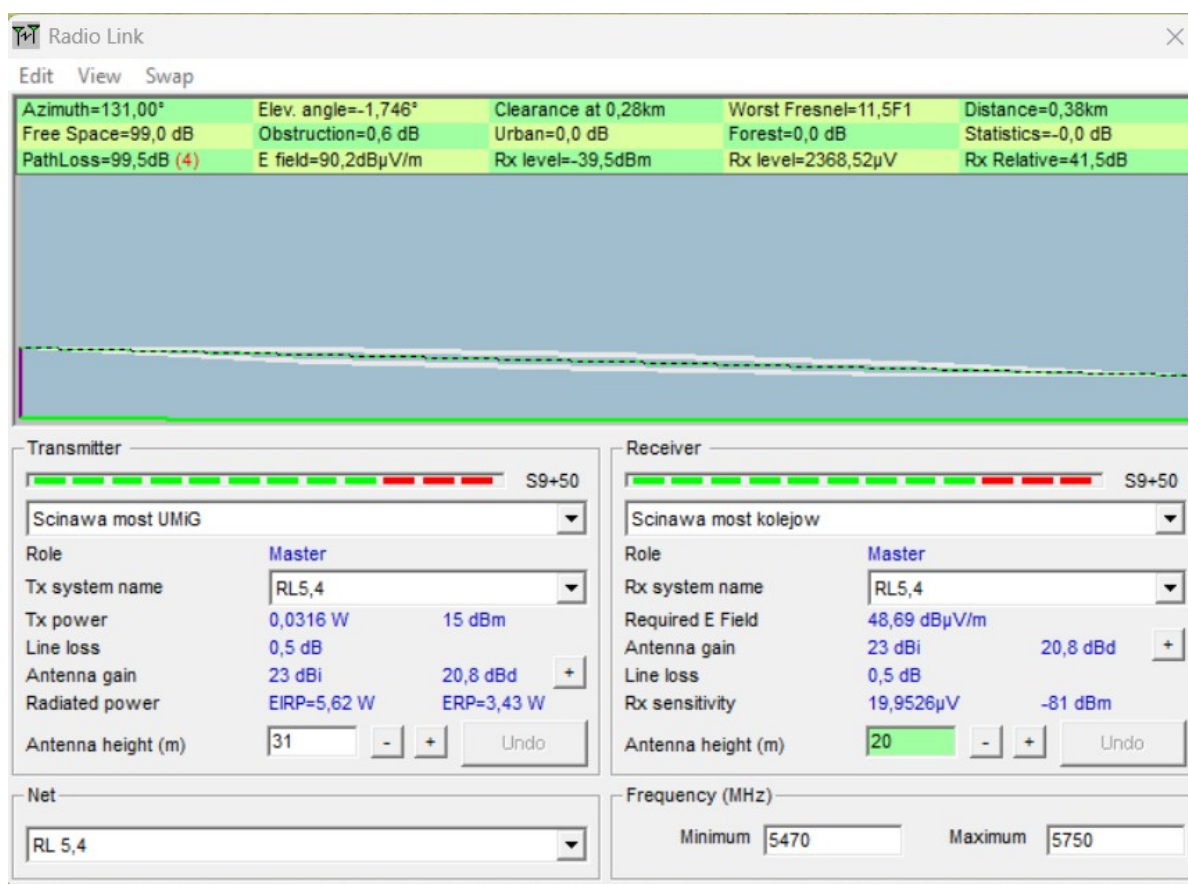 Radio Link
Edit View Swap
Azimuth=131,00° Elev. angle=-1,746° Clearance at 0,28km Worst Fresnel=11,5F1 Distance=0,38km
Free Space=99,0 dB Obstruction=0,6 dB Urban=0,0 dB Forest=0,0 dB Statistics=-0,0 dB
PathLoss=99,5dB (4) E field=90,2dBµV/m Rx level=-39,5dBm Rx level=2368,52µV Rx Relative=41,5dB
Transmitter
S9+50
Scinawa most UMiG
Role Master
Tx system name RL5,4
Tx power 0,0316 W 15 dBm
Line loss 0,5 dB
Antenna gain 23 dBi 20,8 dBd +
Radiated power EIRP=5,62 W ERP=3,43 W
Antenna height (m) 31 - + Undo
Net
RL 5,4
Receiver
S9+50
Scinawa most kolejow
Role Master
Rx system name RL5,4
Required E Field 48,69 dBµV/m
Antenna gain 23 dBi 20,8 dBd +
Line loss 0,5 dB
Rx sensitivity 19,9526µV -81 dBm
Antenna height (m) 20 - + Undo
Frequency (MHz)
Minimum 5470 Maximum 5750